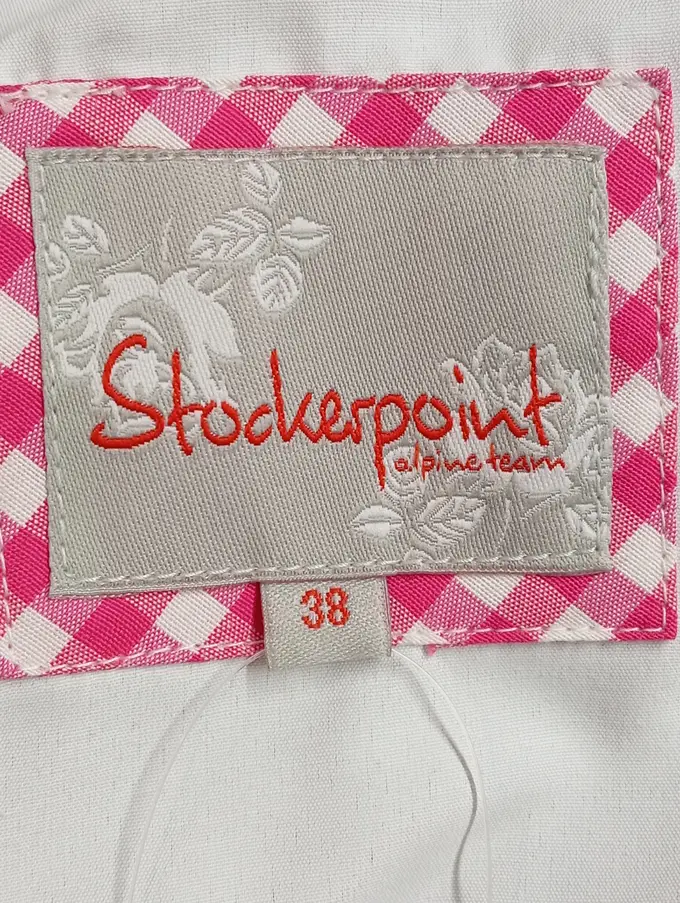 Stockerpoint
alpine team
38